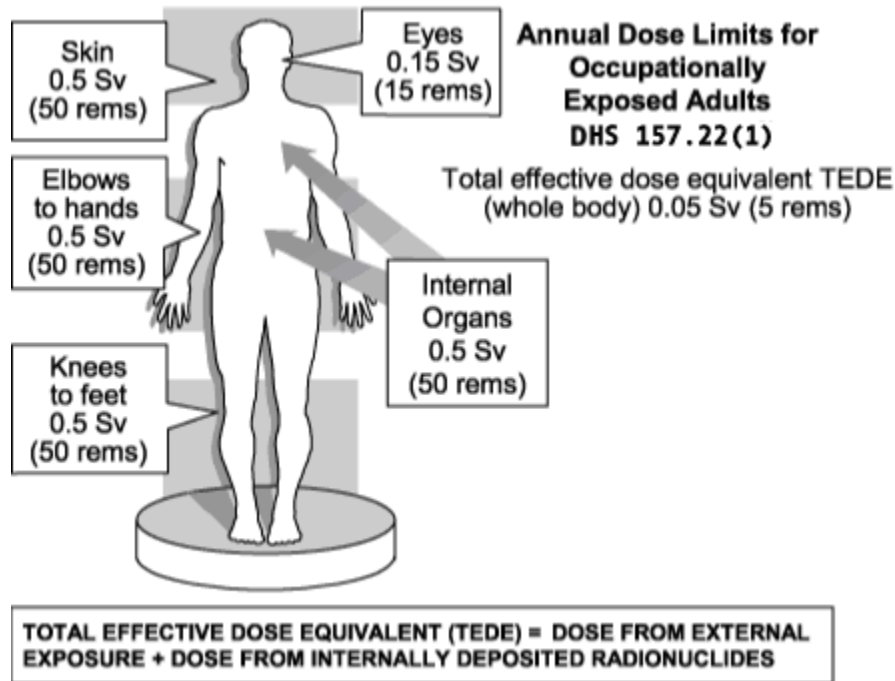 Skin
0.5 Sv
(50 rems)
Eyes
0.15 Sv
(15 rems)
Annual Dose Limits for
Occupationally
Exposed Adults
DHS 157.22(1)
Total effective dose equivalent TEDE
(whole body) 0.05 Sv (5 rems)
Elbows
to hands
0.5 Sv
(50 rems)
Internal
Organs
0.5 Sv
(50 rems)
Knees
to feet
0.5 Sv
(50 rems)
TOTAL EFFECTIVE DOSE EQUIVALENT (TEDE) = DOSE FROM EXTERNAL
EXPOSURE + DOSE FROM INTERNALLY DEPOSITED RADIONUCLIDES